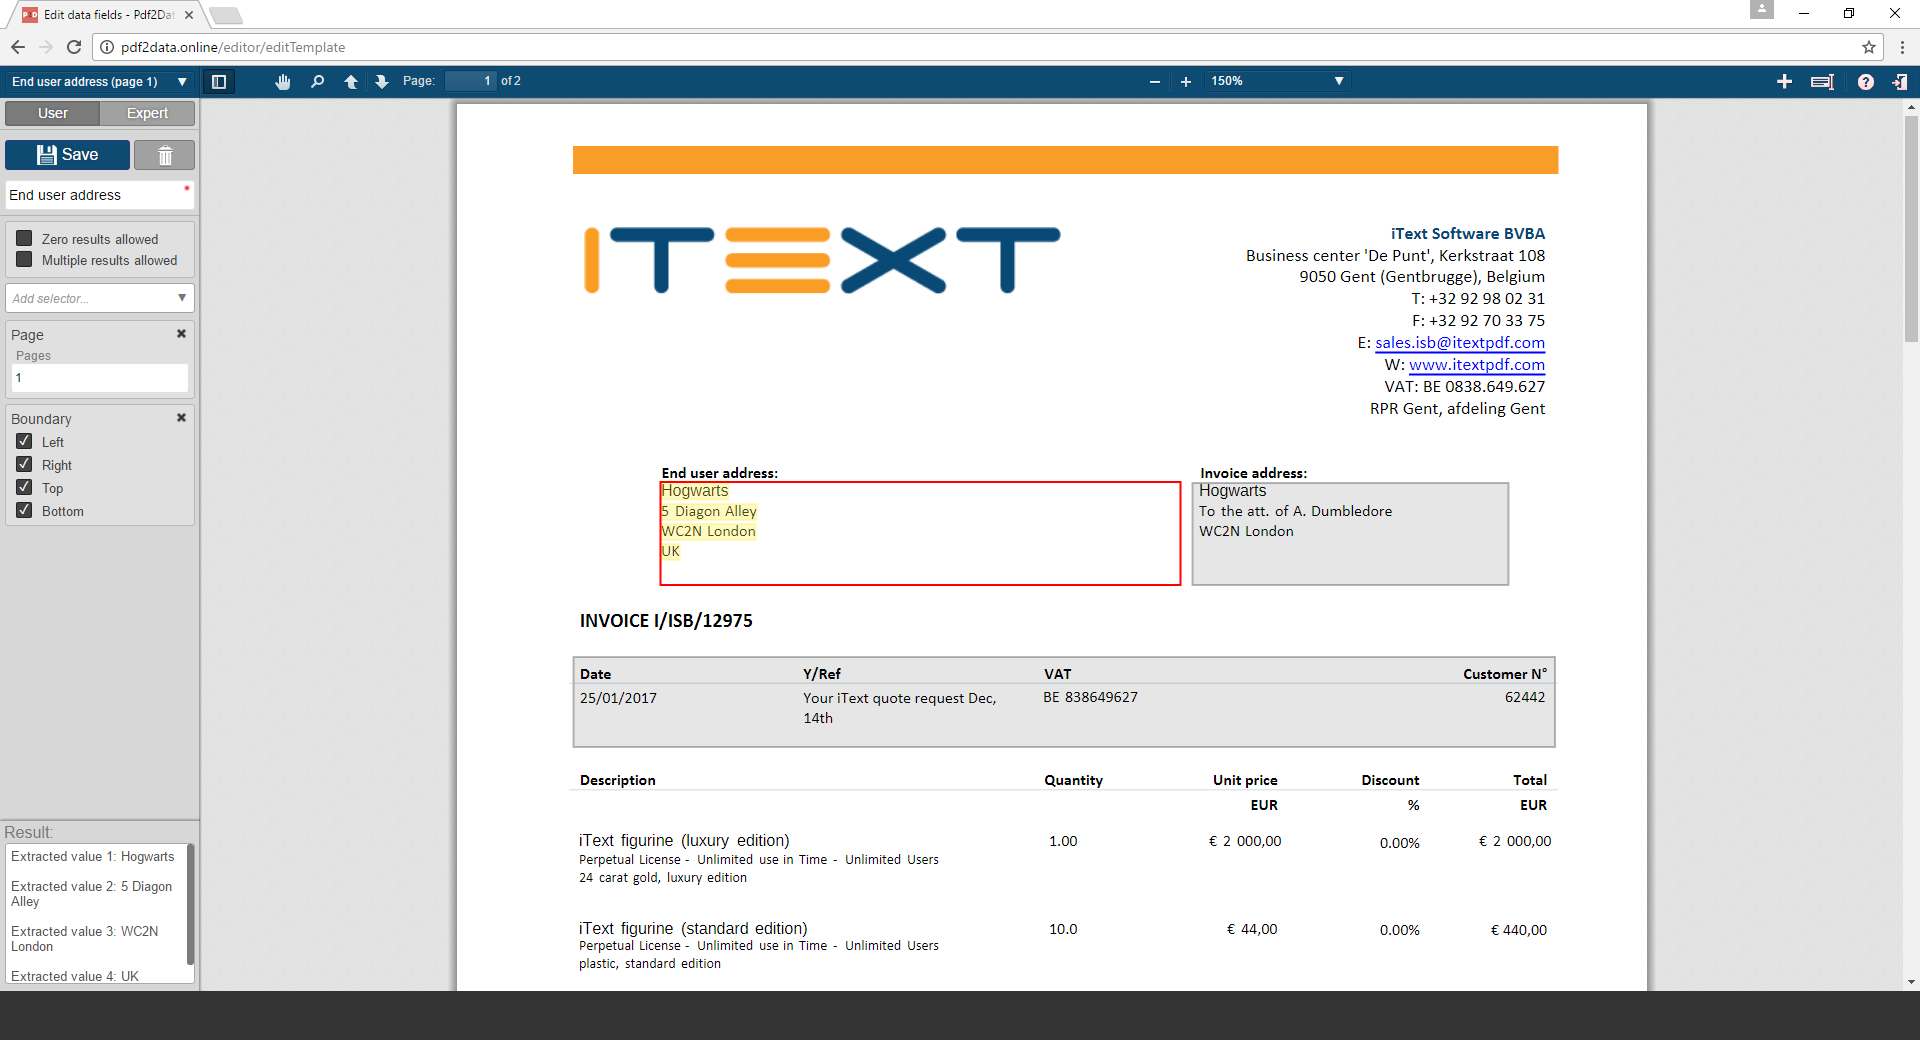 Edit data fields - Pdf2Dat
pdf2data.online/editor/editTemplate
End user address (page 1)
Page: 1 of 2
150%
User Expert
Save
End user address
Zero results allowed
Multiple results allowed
Add selector...
Page
Pages
1
Boundary
Left
Right
Top
Bottom
Result:
Extracted value 1: Hogwarts
Extracted value 2: 5 Diagon
Alley
Extracted value 3: WC2N
London
Extracted value 4: UK
ITEXT
iText Software BVBA
Business center 'De Punt', Kerkstraat 108
9050 Gent (Gentbrugge), Belgium
T: +32 92 98 02 31
F: +32 92 70 33 75
E: sales.isb@itextpdf.com
W: www.itextpdf.com
VAT: BE 0838.649.627
RPR Gent, afdeling Gent
End user address:
Hogwarts
5 Diagon Alley
WC2N London
UK
Invoice address:
Hogwarts
To the att. of A. Dumbledore
WC2N London
INVOICE I/ISB/12975
Date Y/Ref VAT Customer N°
25/01/2017 Your iText quote request Dec, BE 838649627 62442
14th
Description Quantity Unit price Discount Total
EUR % EUR
iText figurine (luxury edition) 1.00 € 2 000,00 0.00% € 2 000,00
Perpetual License - Unlimited use in Time - Unlimited Users
24 carat gold, luxury edition
iText figurine (standard edition) 10.0 € 44,00 0.00% € 440,00
Perpetual License - Unlimited use in Time - Unlimited Users
plastic, standard edition